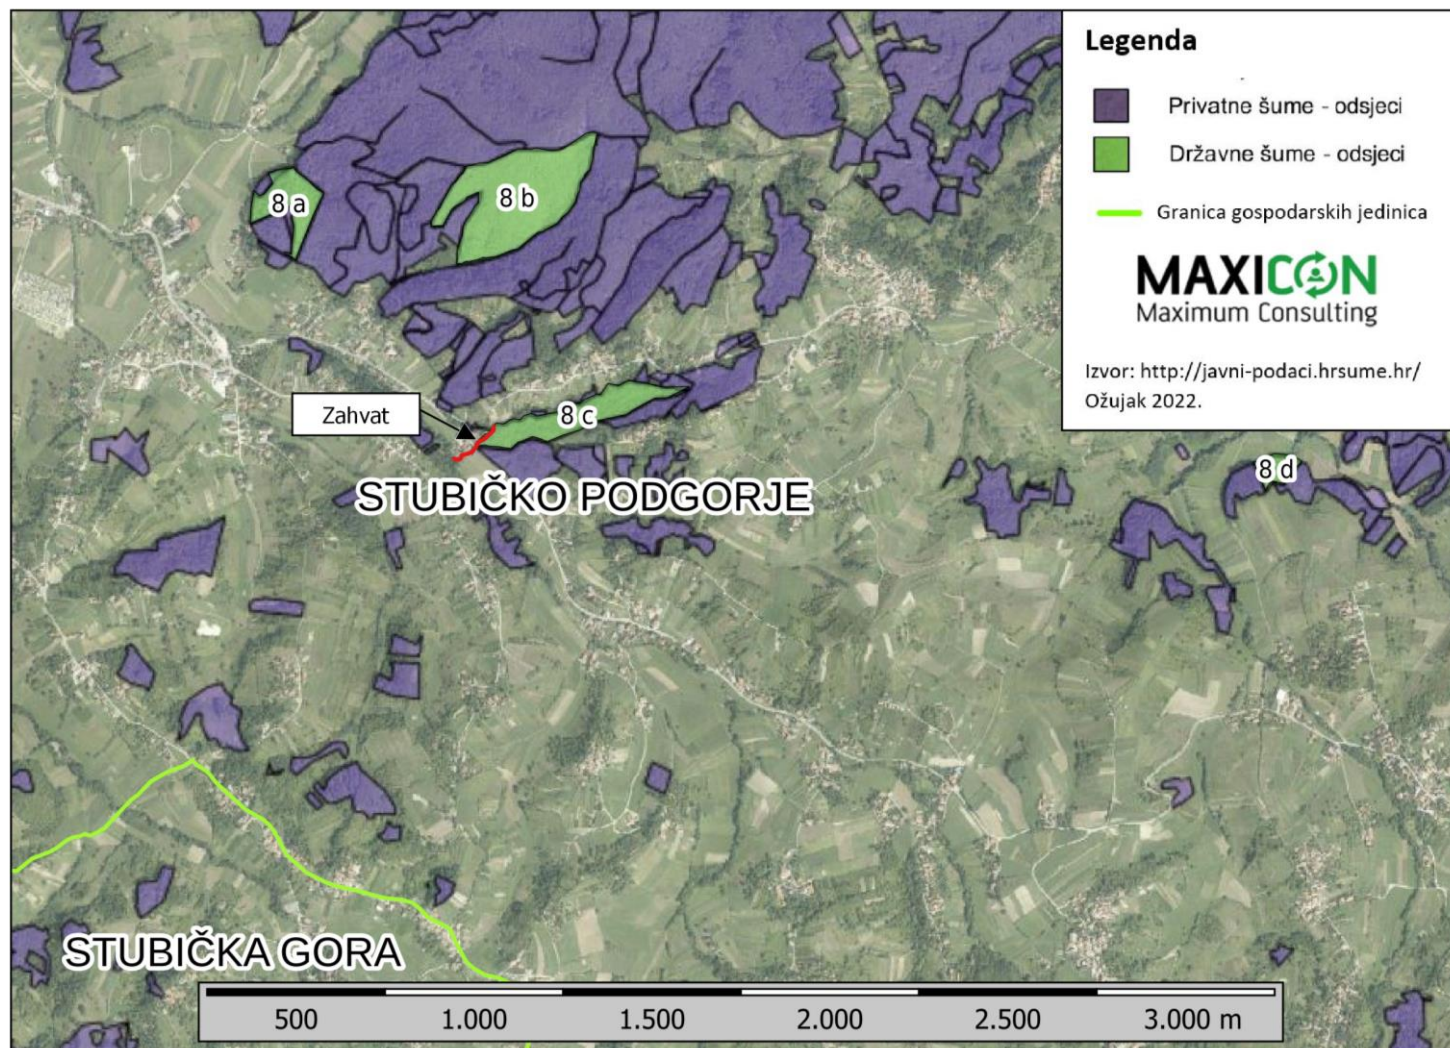 Legenda
Privatne šume - odsjeci
Državne šume - odsjeci
Granica gospodarskih jedinica
MAXICON
Maximum Consulting
Izvor: http://javni-podaci.hrsume.hr/
Ožujak 2022.
8 a
8 b
Zahvat
8 c
8 d
STUBIČKO PODGORJE
STUBIČKA GORA
500 1.000 1.500 2.000 2.500 3.000 m